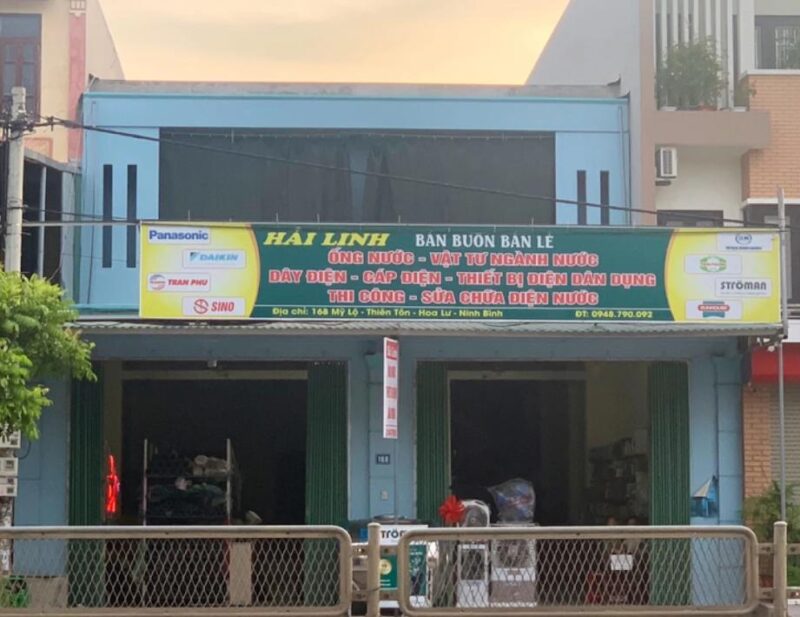 Panasonic
DAIKIN
TRAN PHU
SINO
HẢI LINH BÁN BUÔN BÁN LẺ
ỐNG NƯỚC - VẬT TƯ NGÀNH NƯỚC
DÂY ĐIỆN - CÁP ĐIỆN - THIẾT BỊ ĐIỆN DÂN DỤNG
THI CÔNG - SỬA CHỮA ĐIỆN NƯỚC
Địa chỉ: 168 Mỹ Lộ - Thiên Tôn - Hoa Lư - Ninh Bình ĐT: 0948.790.092
STRÖMAN
168